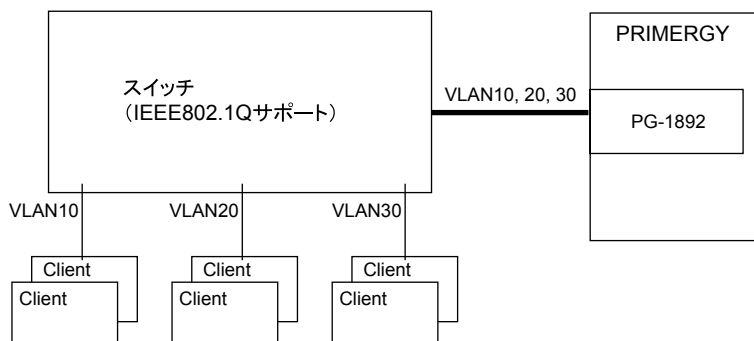 PRIMERGY
スイッチ
（IEEE802.1Qサポート）
VLAN10, 20, 30
PG-1892
VLAN10
VLAN20
VLAN30
Client
Client
Client
Client
Client
Client